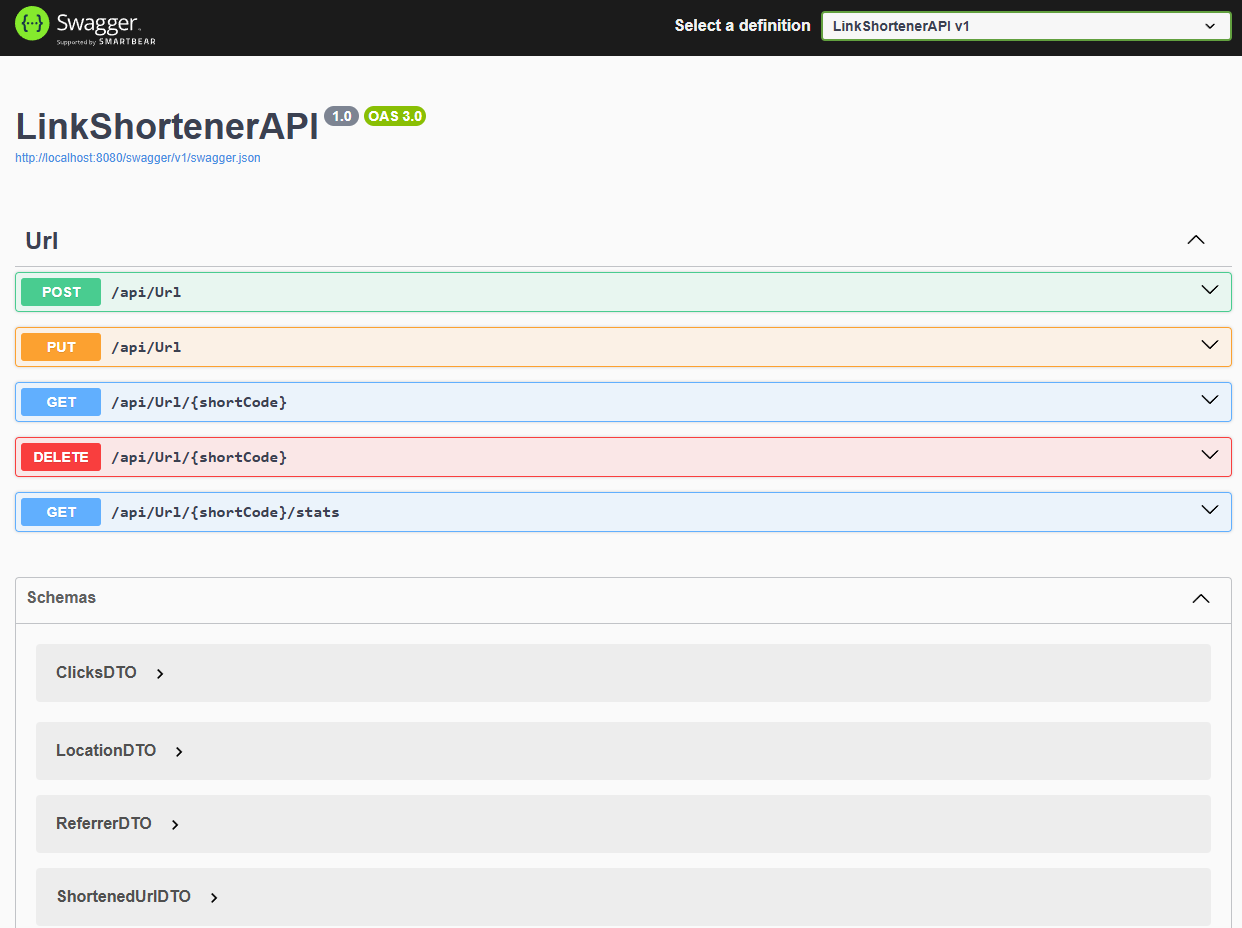 Swagger.
Supported by SMARTBEAR
Select a definition
LinkShortenerAPI v1
LinkShortenerAPI 1.0 OAS 3.0
http://localhost:8080/swagger/v1/swagger.json
Url
POST /api/Url
PUT /api/Url
GET /api/Url/{shortCode}
DELETE /api/Url/{shortCode}
GET /api/Url/{shortCode}/stats
Schemas
ClicksDTO
LocationDTO
ReferrerDTO
ShortenedUrlDTO